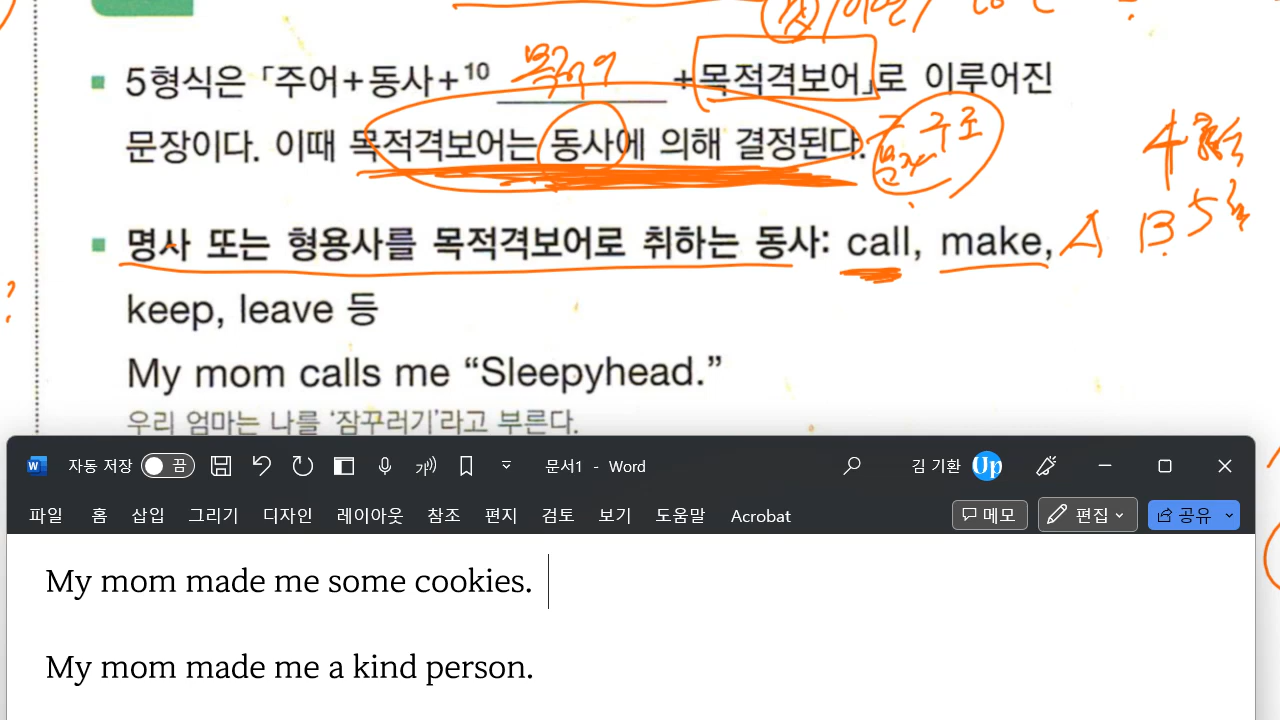 ■ 5형식은 「주어+동사+10 목적어 +목적격보어」로 이루어진
문장이다. 이때 목적격보어는 동사에 의해 결정된다.
구조
4형식
■ 명사 또는 형용사를 목적격보어로 취하는 동사: call, make,
A B 5형
keep, leave 등
My mom calls me “Sleepyhead.”
우리 엄마는 나를 ‘잠꾸러기’라고 부른다.
자동 저장 끔 가 문서1 - Word 김 기환 Up
파일 홈 삽입 그리기 디자인 레이아웃 참조 편지 검토 보기 도움말 Acrobat 메모 편집 공유
My mom made me some cookies.
My mom made me a kind person.